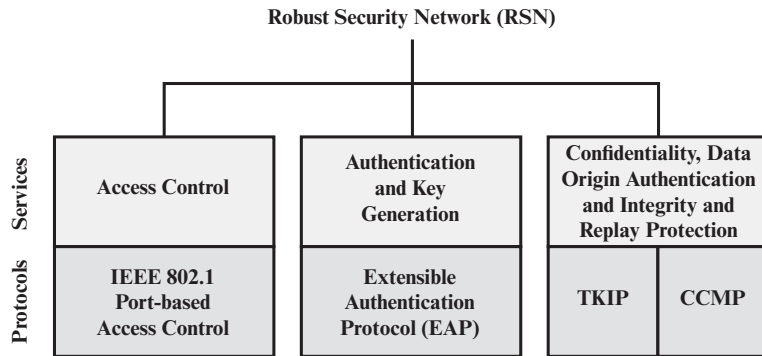 Robust Security Network (RSN)
Services
Access Control
Authentication
and Key
Generation
Confidentiality, Data
Origin Authentication
and Integrity and
Replay Protection
Protocols
IEEE 802.1
Port-based
Access Control
Extensible
Authentication
Protocol (EAP)
TKIP
CCMP